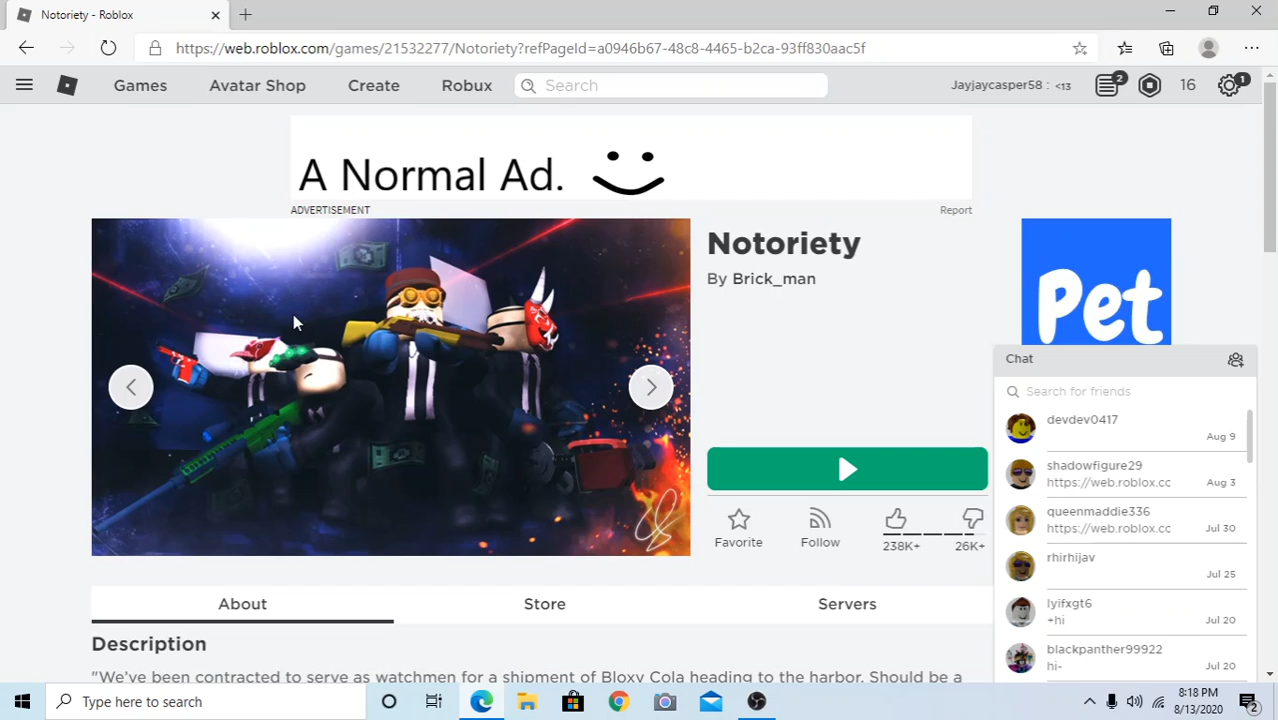 Notoriety - Roblox
https://web.roblox.com/games/21532277/Notoriety?refPageId=a0946b67-48c8-4465-b2ca-93ff830aac5f
Games Avatar Shop Create Robux Search Jayjaycasper58 : <13 2 16 1
A Normal Ad.
ADVERTISEMENT Report
Notoriety
By Brick_man
Pet
Chat
Search for friends
devdev0417
Aug 9
shadowfigure29
https://web.roblox.cc Aug 3
queenmaddie336
https://web.roblox.cc Jul 30
rhirhijav
Jul 25
lyifxgt6
+hi Jul 20
blackpanther99922
hi- Jul 20
Favorite Follow 238K+ 26K+
About Store Servers
Description
"We've been contracted to serve as watchmen for a shipment of Bloxy Cola heading to the harbor. Should be a
Type here to search
8:18 PM
8/13/2020
2